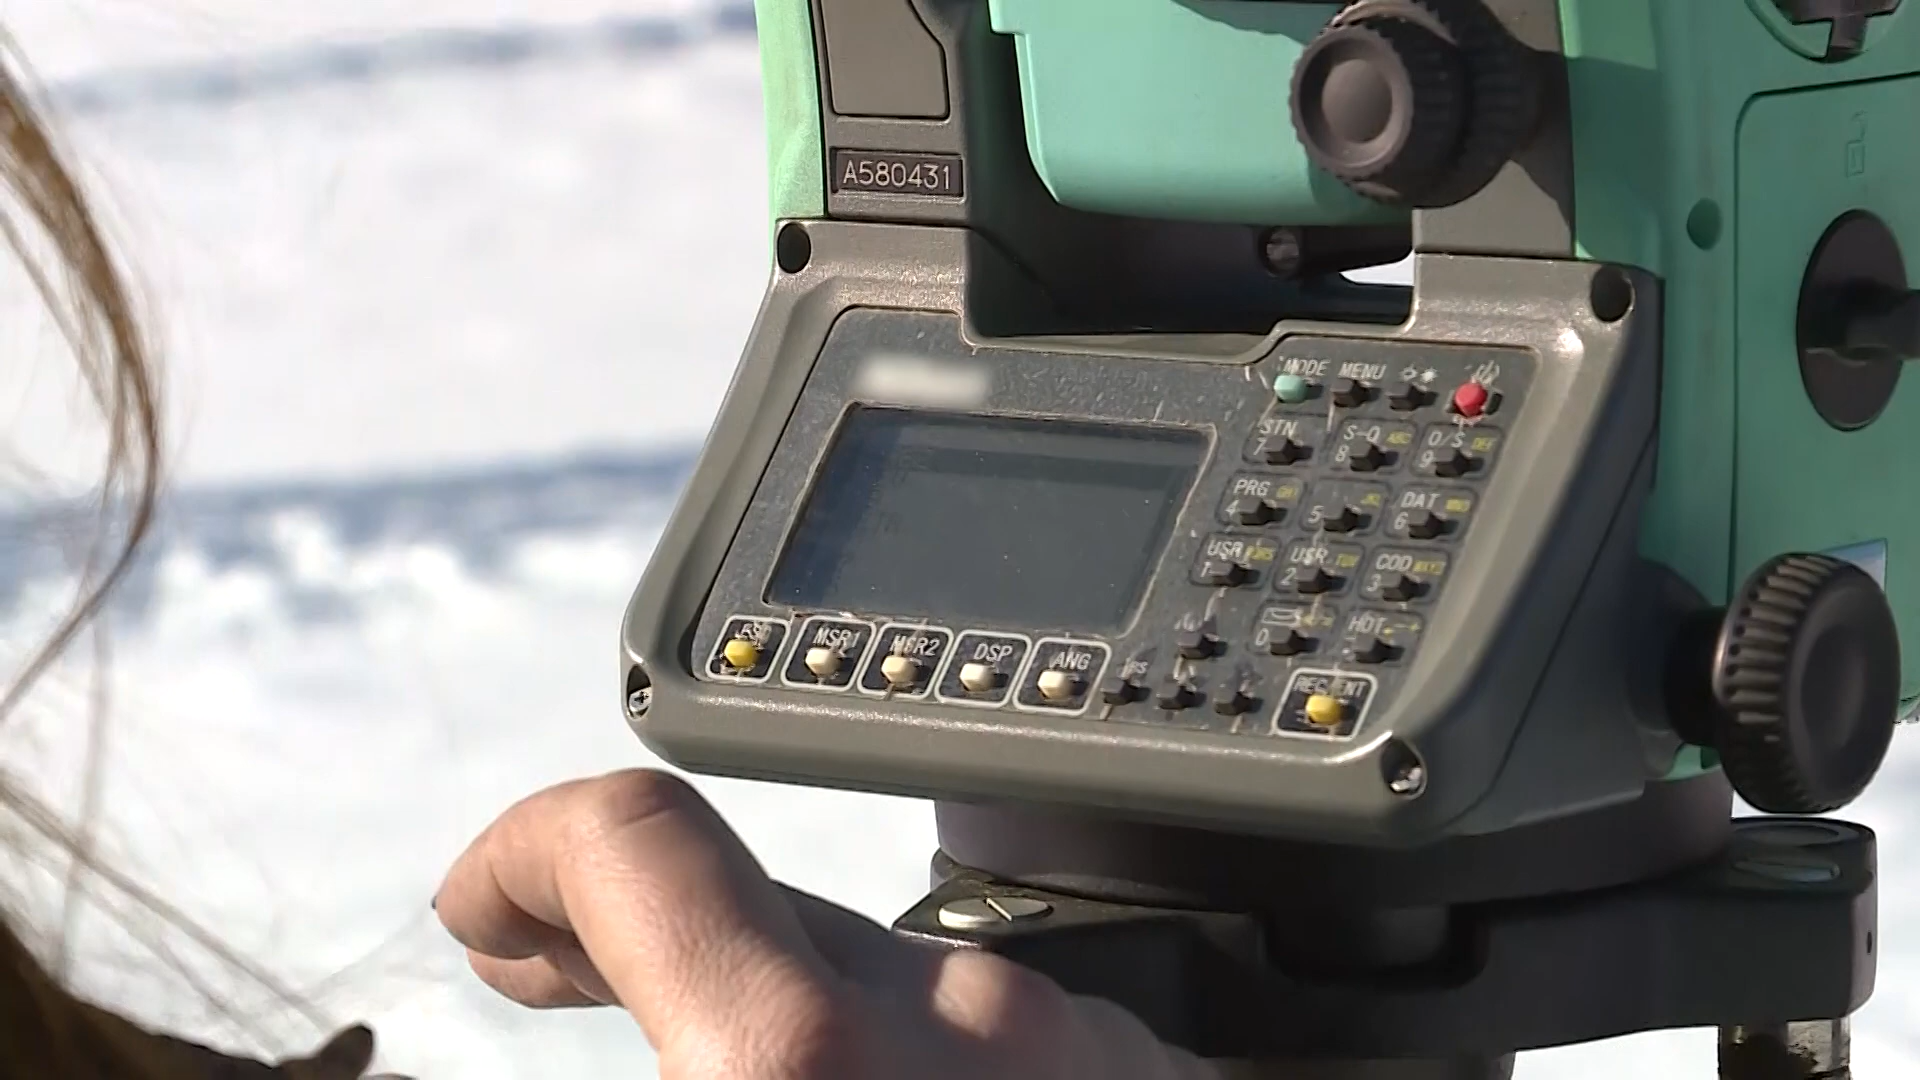 A580431
MODE MENU
STN
7
S-O ABC
8
O/S DEF
9
PRG GHI
4
JKL
5
DAT MNO
6
USR PQRS
1
USR TUV
2
COD WXYZ
3
0
HOT
MSR1
MSR2
DSP
ANG
REC/ENT